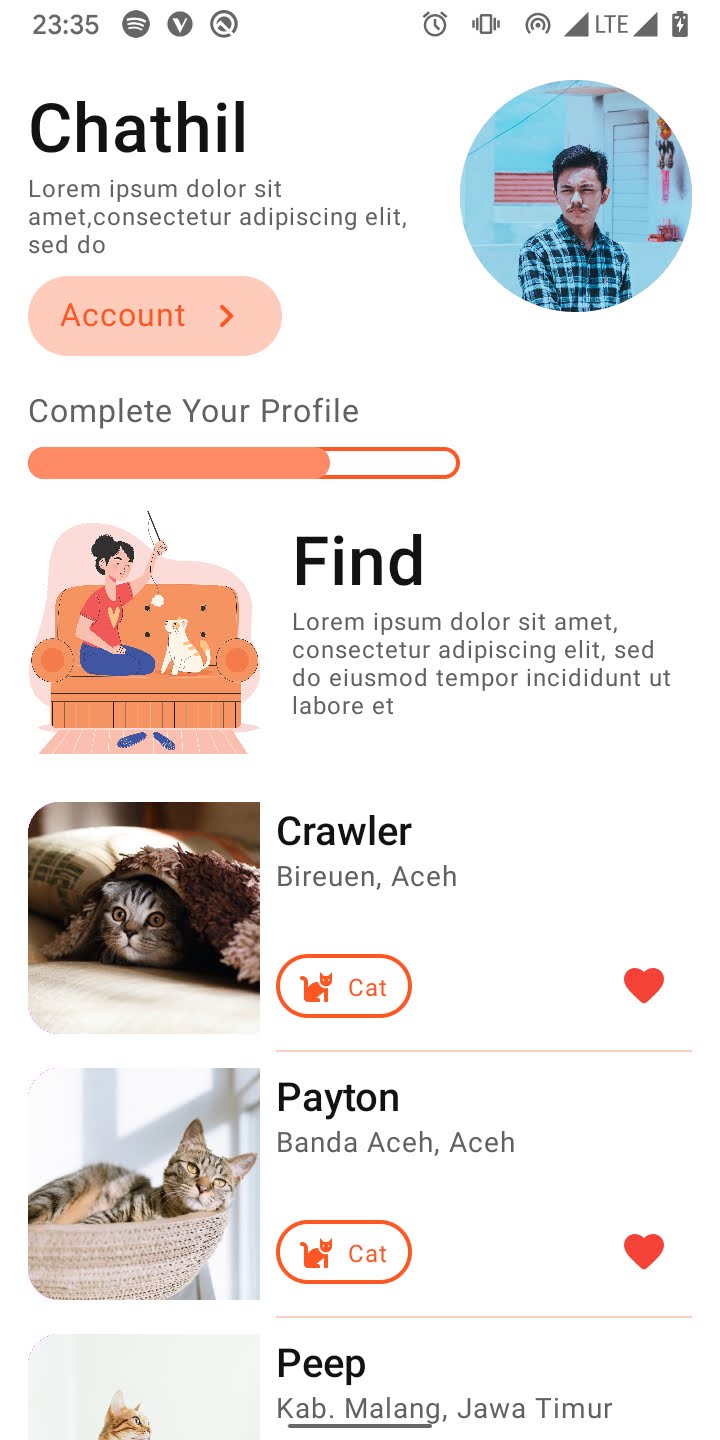 23:35
LTE
Chathil
Lorem ipsum dolor sit
amet,consectetur adipiscing elit,
sed do
Account
Complete Your Profile
Find
Lorem ipsum dolor sit amet,
consectetur adipiscing elit, sed
do eiusmod tempor incididunt ut
labore et
Crawler
Bireuen, Aceh
Cat
Payton
Banda Aceh, Aceh
Cat
Peep
Kab. Malang, Jawa Timur